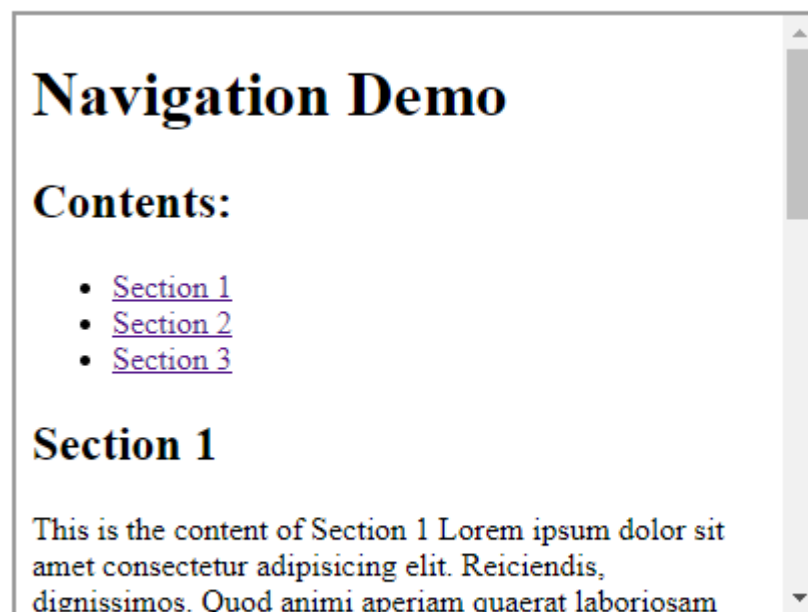 Navigation Demo
Contents:
Section 1
Section 2
Section 3
Section 1
This is the content of Section 1 Lorem ipsum dolor sit
amet consectetur adipisicing elit. Reiciendis,
dignissimos. Quod animi aperiam quaerat laboriosam